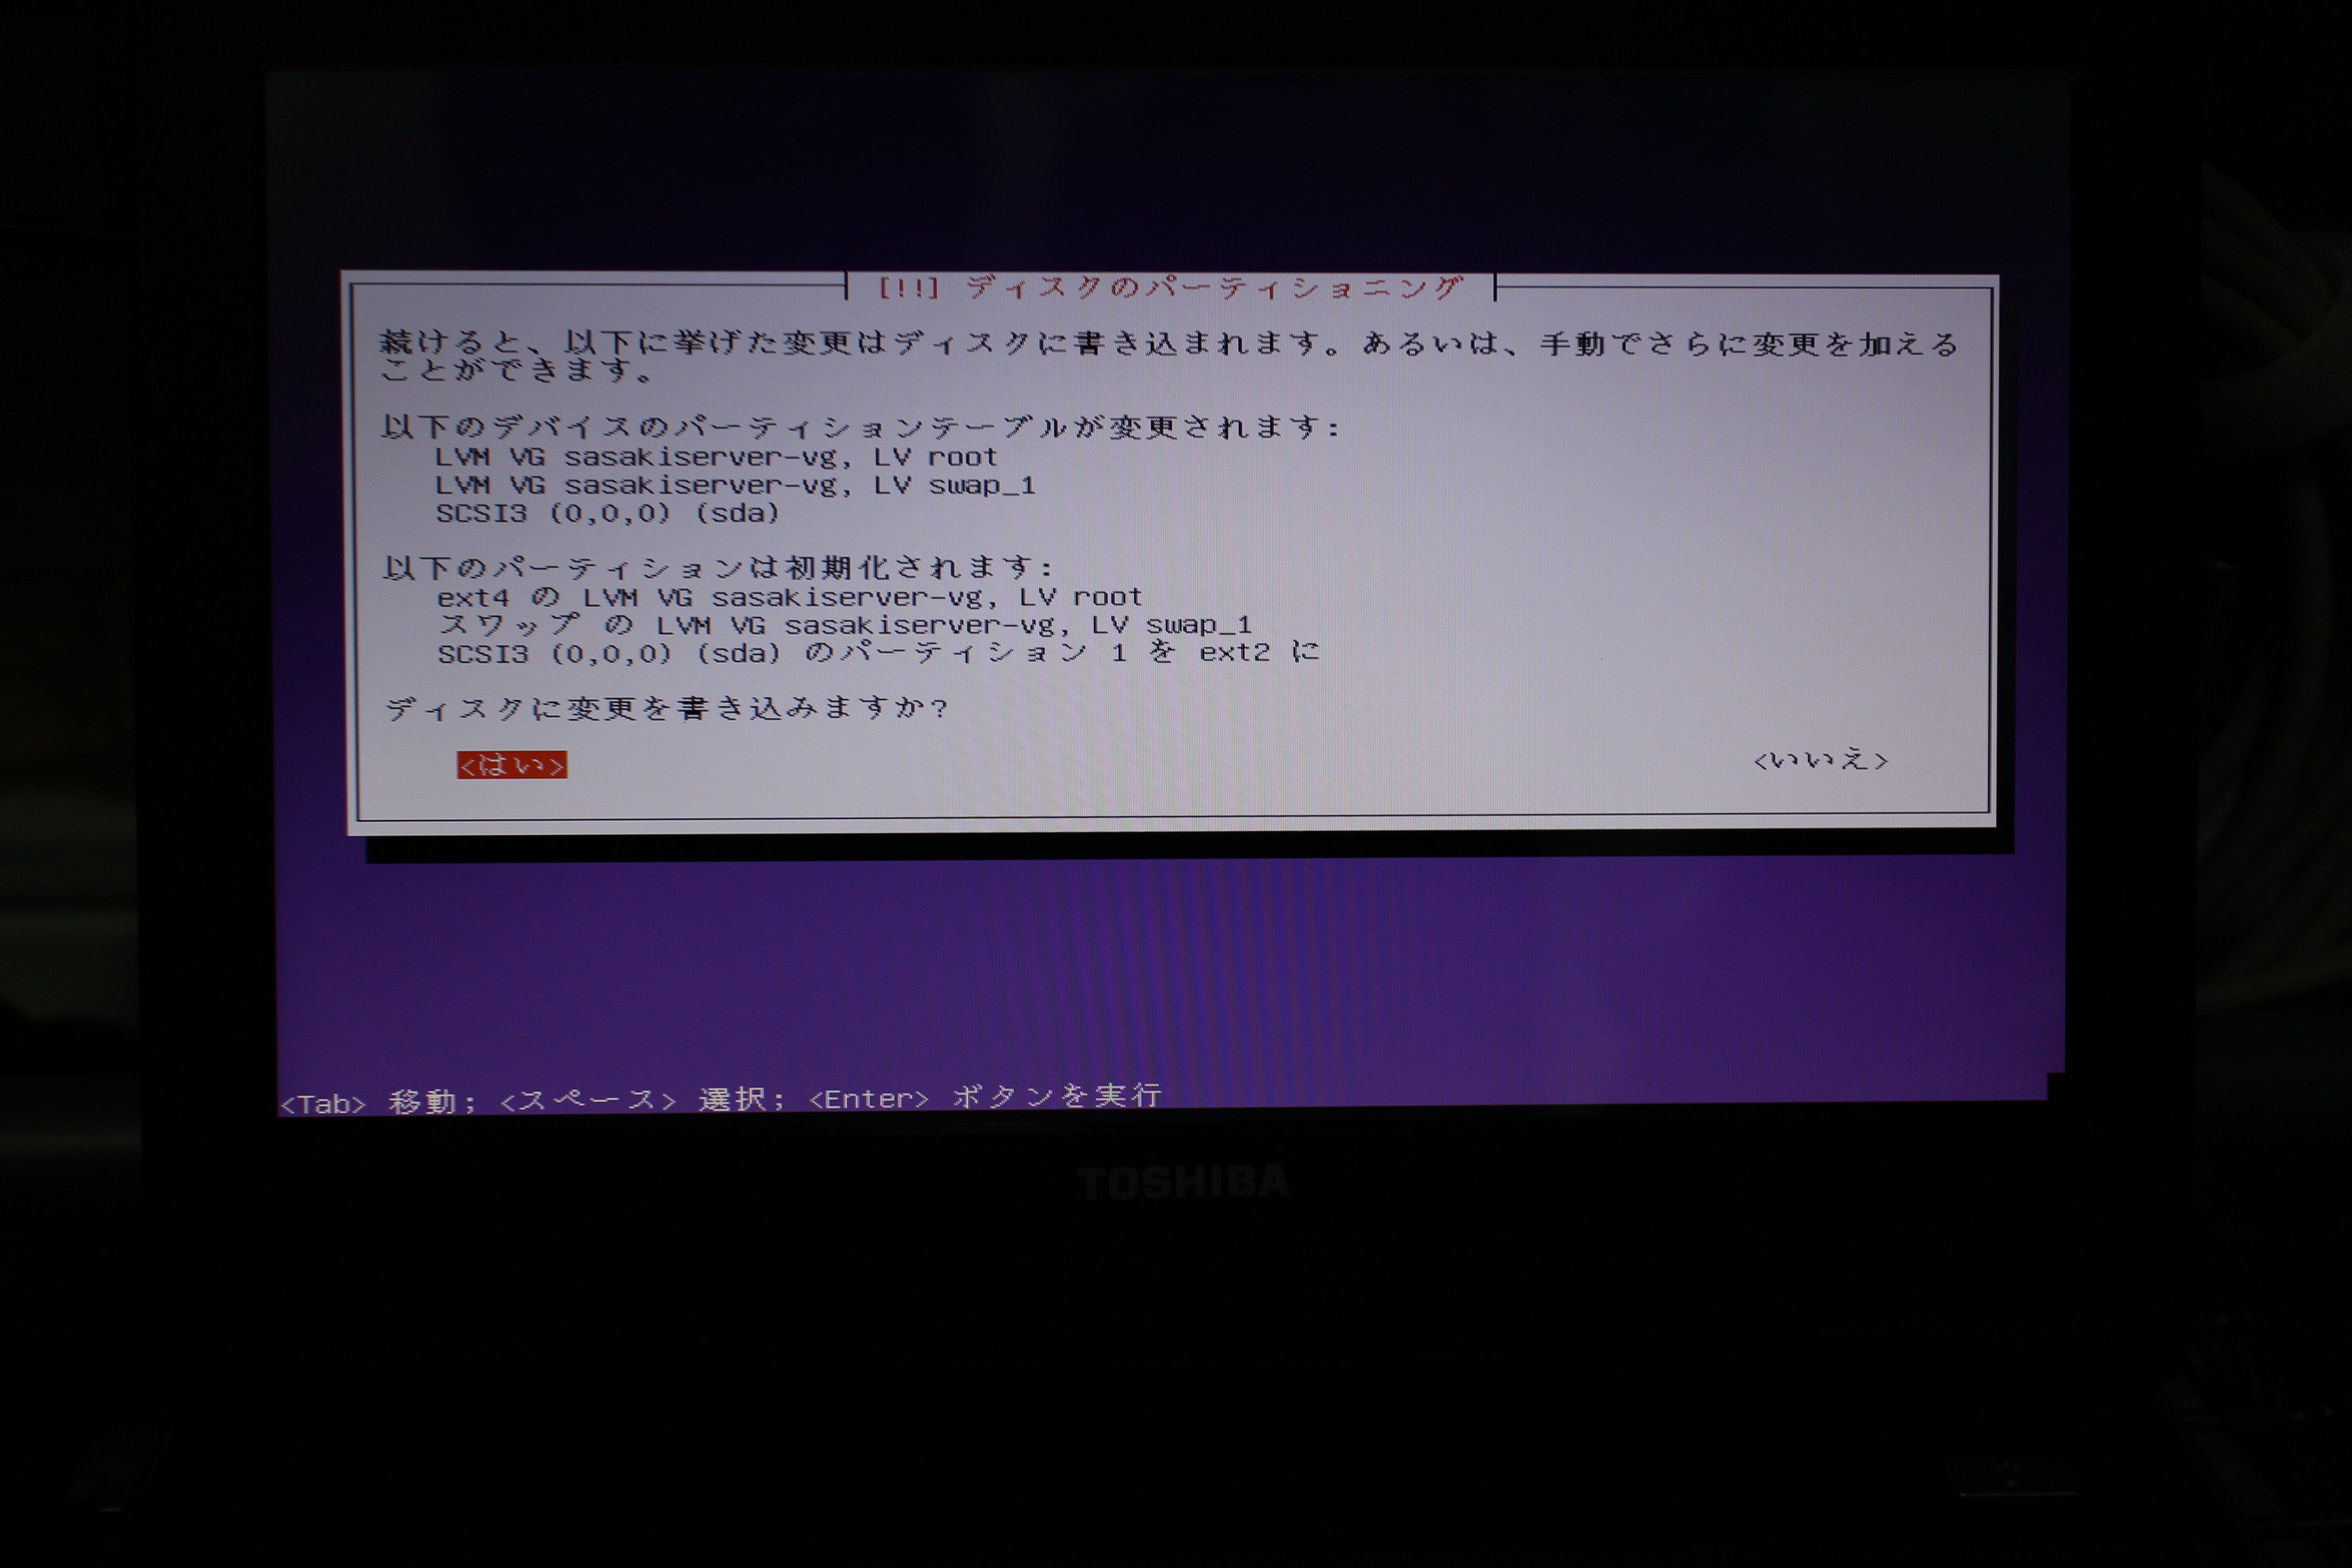 [!!] ディスクのパーティショニング
続けると、以下に挙げた変更はディスクに書き込まれます。あるいは、手動でさらに変更を加える
ことができます。
以下のデバイスのパーティションテーブルが変更されます:
LVM VG sasakiserver-vg, LV root
LVM VG sasakiserver-vg, LV swap_1
SCSI3 (0,0,0) (sda)
以下のパーティションは初期化されます:
ext4 の LVM VG sasakiserver-vg, LV root
スワップ の LVM VG sasakiserver-vg, LV swap_1
SCSI3 (0,0,0) (sda) のパーティション 1 を ext2 に
ディスクに変更を書き込みますか?
<はい> <いいえ>
<Tab> 移動; <スペース> 選択; <Enter> ボタンを実行
TOSHIBA